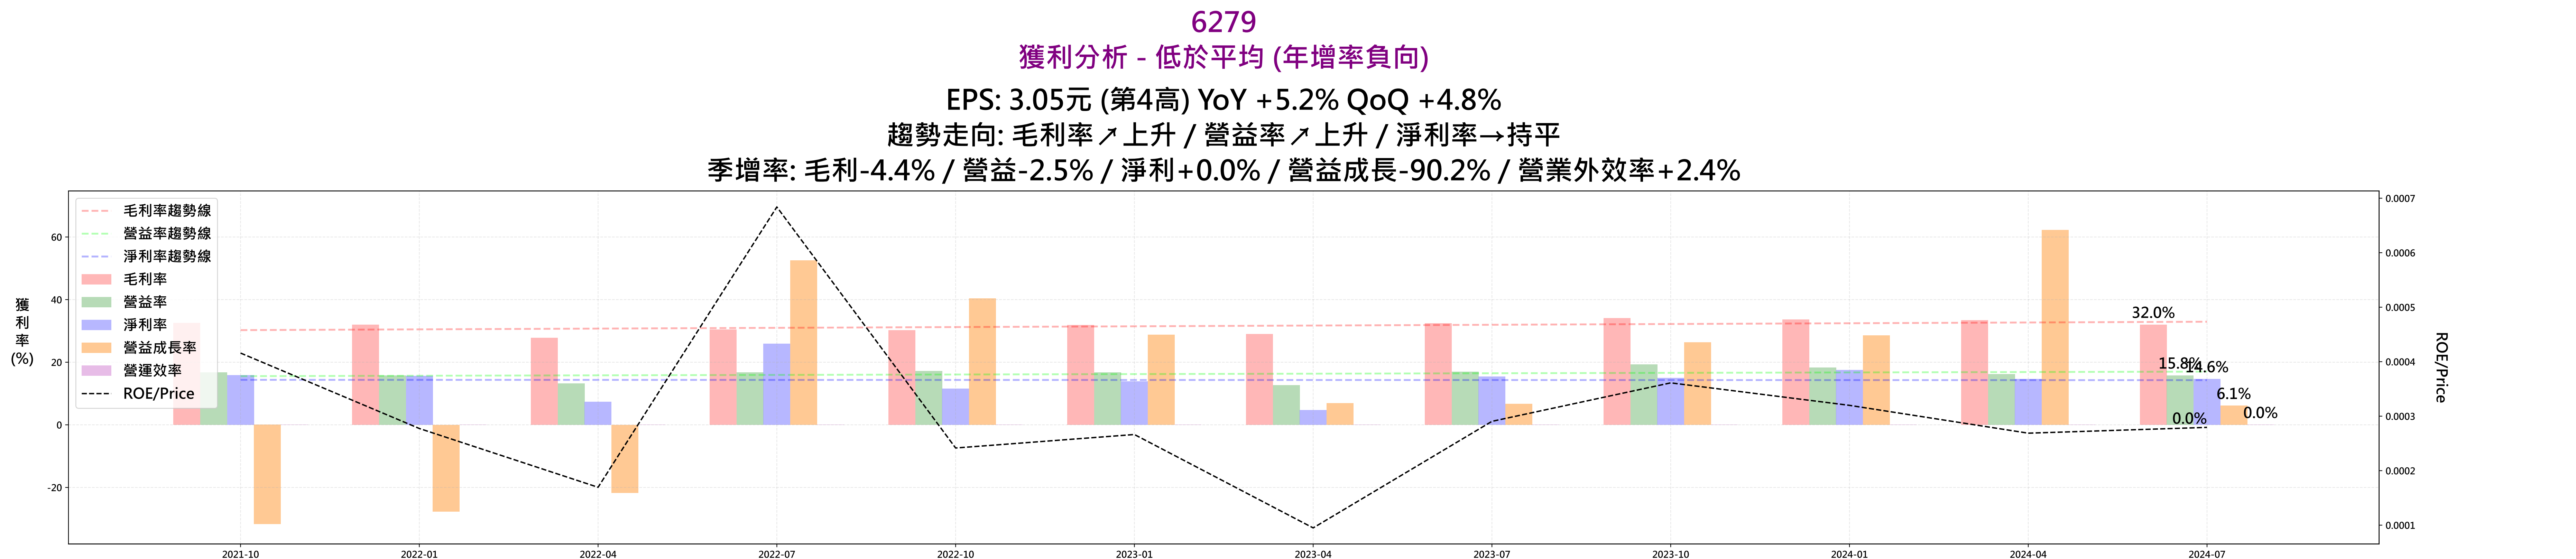 6279
獲利分析 - 低於平均 (年增率負向)
EPS: 3.05元 (第4高) YoY +5.2% QoQ +4.8%
趨勢走向: 毛利率↗上升 / 營益率↗上升 / 淨利率→持平
季增率: 毛利-4.4% / 營益-2.5% / 淨利+0.0% / 營益成長-90.2% / 營業外效率+2.4%
毛利率趨勢線
營益率趨勢線
淨利率趨勢線
毛利率
營益率
淨利率
營益成長率
營運效率
ROE/Price
獲
利
率
(%)
60
40
20
0
-20
32.0%
15.8%
14.6%
6.1%
0.0%
0.0%
0.0007
0.0006
0.0005
0.0004
0.0003
0.0002
0.0001
ROE/Price
2021-10
2022-01
2022-04
2022-07
2022-10
2023-01
2023-04
2023-07
2023-10
2024-01
2024-04
2024-07